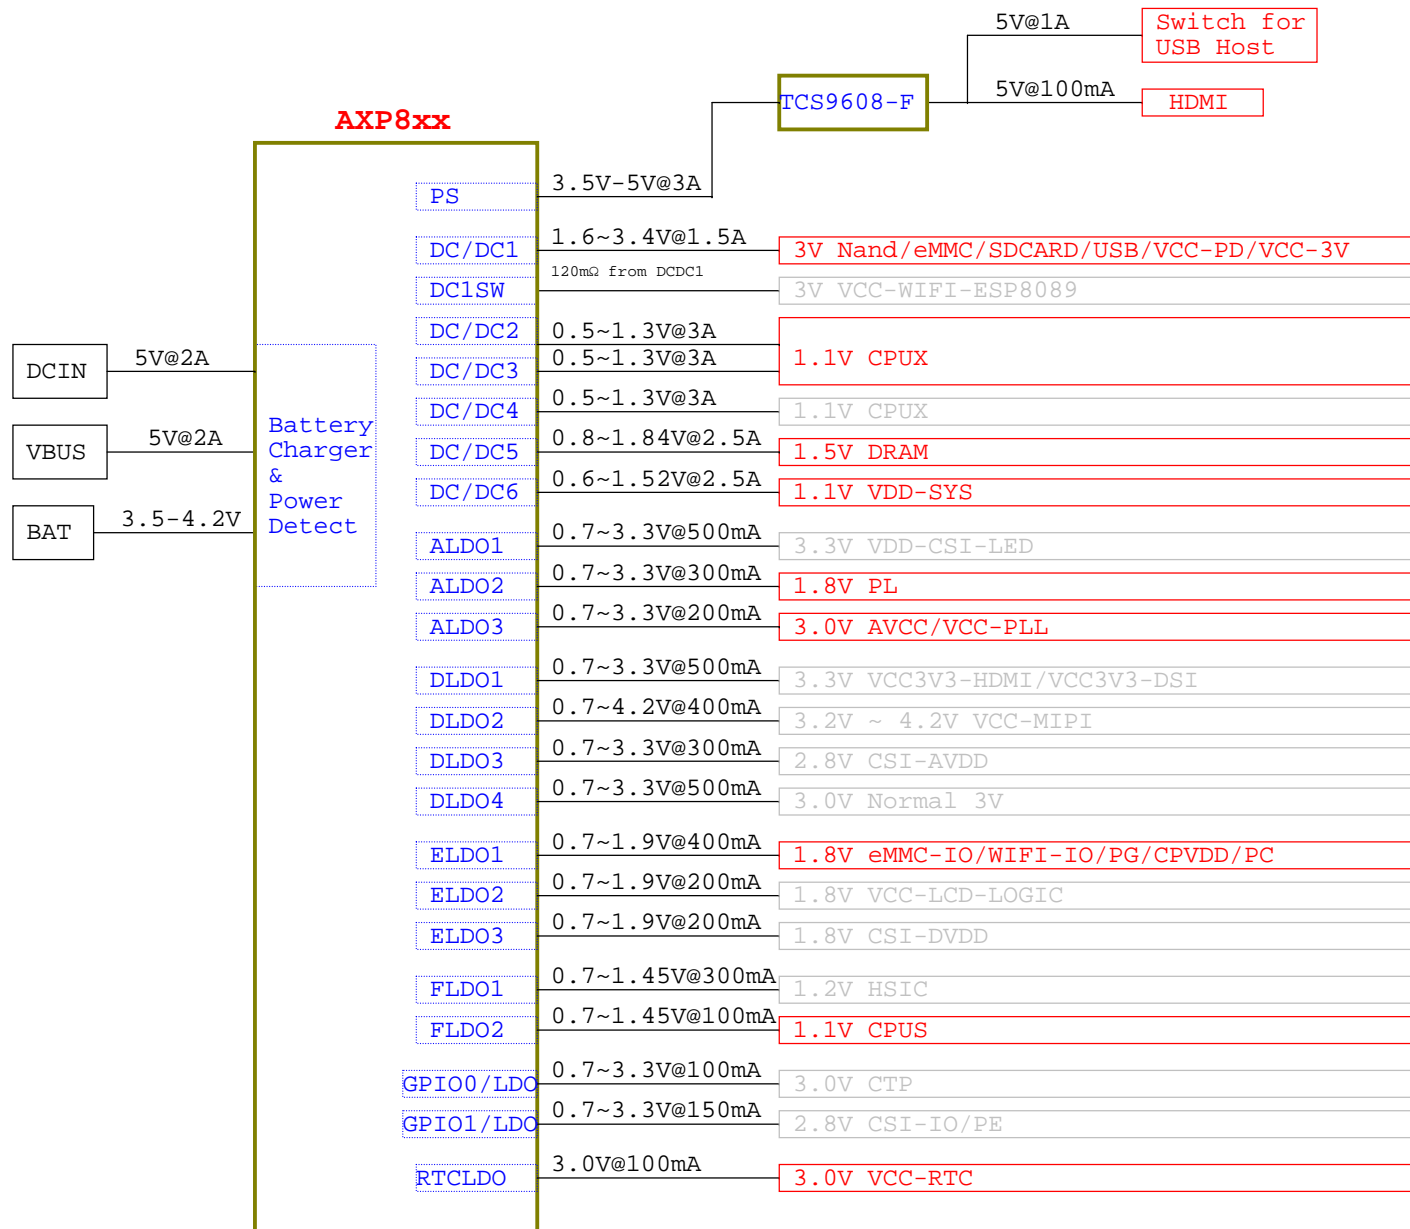 5V@1A
Switch for
USB Host
TCS9608-F
5V@100mA
HDMI
AXP8xx
PS
3.5V-5V@3A
DC/DC1
1.6~3.4V@1.5A
3V Nand/eMMC/SDCARD/USB/VCC-PD/VCC-3V
120mΩ from DCDC1
DC1SW
3V VCC-WIFI-ESP8089
DC/DC2
0.5~1.3V@3A
DC/DC3
0.5~1.3V@3A
1.1V CPUX
DC/DC4
0.5~1.3V@3A
1.1V CPUX
DC/DC5
0.8~1.84V@2.5A
1.5V DRAM
DC/DC6
0.6~1.52V@2.5A
1.1V VDD-SYS
DCIN
5V@2A
VBUS
5V@2A
BAT
3.5-4.2V
Battery
Charger
&
Power
Detect
ALDO1
0.7~3.3V@500mA
3.3V VDD-CSI-LED
ALDO2
0.7~3.3V@300mA
1.8V PL
ALDO3
0.7~3.3V@200mA
3.0V AVCC/VCC-PLL
DLDO1
0.7~3.3V@500mA
3.3V VCC3V3-HDMI/VCC3V3-DSI
DLDO2
0.7~4.2V@400mA
3.2V ~ 4.2V VCC-MIPI
DLDO3
0.7~3.3V@300mA
2.8V CSI-AVDD
DLDO4
0.7~3.3V@500mA
3.0V Normal 3V
ELDO1
0.7~1.9V@400mA
1.8V eMMC-IO/WIFI-IO/PG/CPVDD/PC
ELDO2
0.7~1.9V@200mA
1.8V VCC-LCD-LOGIC
ELDO3
0.7~1.9V@200mA
1.8V CSI-DVDD
FLDO1
0.7~1.45V@300mA
1.2V HSIC
FLDO2
0.7~1.45V@100mA
1.1V CPUS
GPIO0/LDO
0.7~3.3V@100mA
3.0V CTP
GPIO1/LDO
0.7~3.3V@150mA
2.8V CSI-IO/PE
RTCLDO
3.0V@100mA
3.0V VCC-RTC